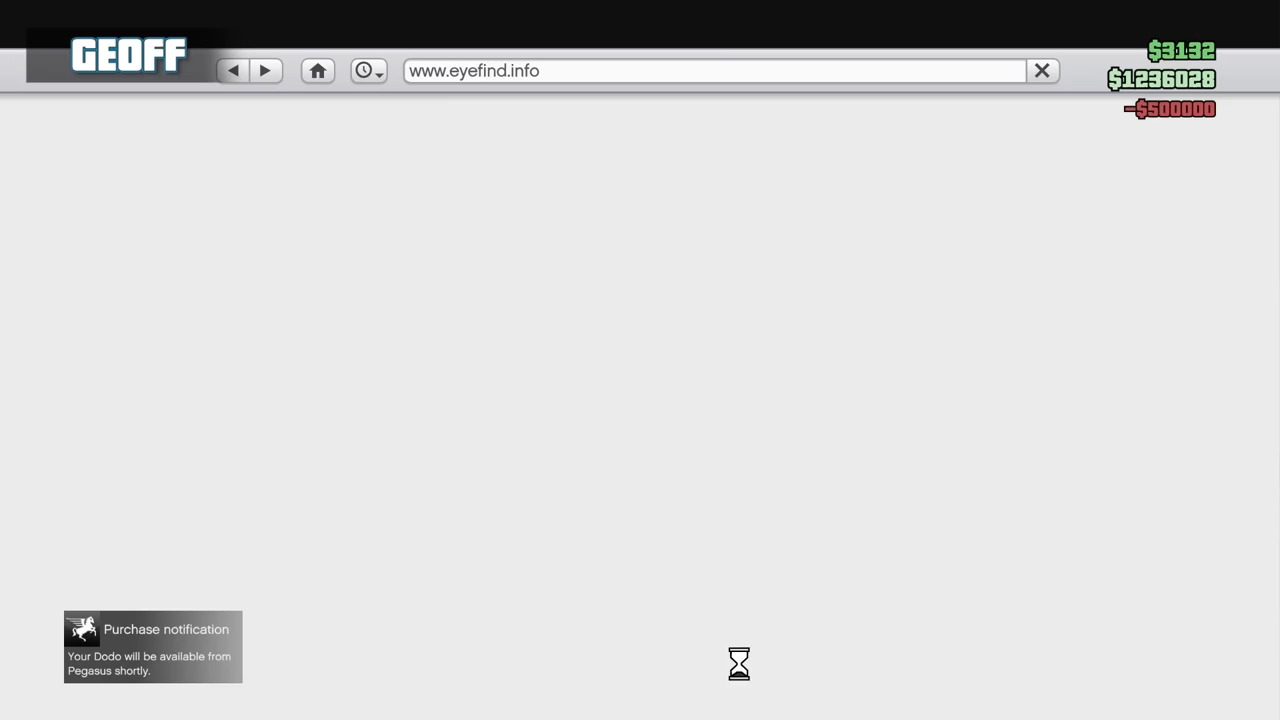 GEOFF
www.eyefind.info
$3132
$1236028
-$500000
Purchase notification
Your Dodo will be available from
Pegasus shortly.